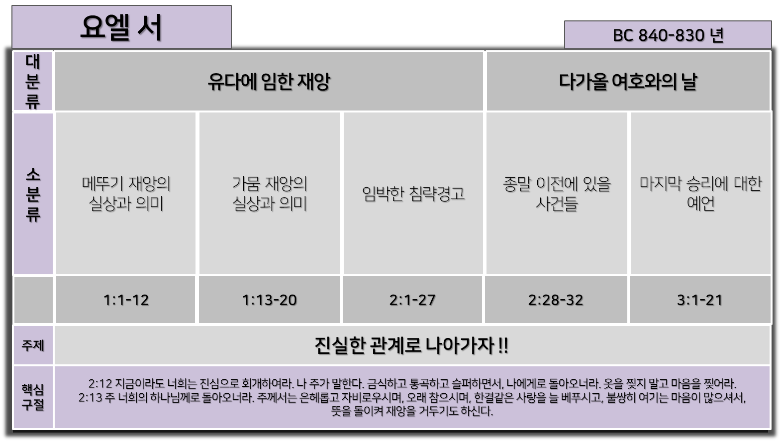 요엘 서
BC 840-830 년
대
분
류
유다에 임한 재앙
다가올 여호와의 날
소
분
류
메뚜기 재앙의
실상과 의미
가뭄 재앙의
실상과 의미
임박한 침략경고
종말 이전에 있을
사건들
마지막 승리에 대한
예언
1:1-12
1:13-20
2:1-27
2:28-32
3:1-21
주제
진실한 관계로 나아가자 !!
핵심
구절
2:12 지금이라도 너희는 진심으로 회개하여라. 나 주가 말한다. 금식하고 통곡하고 슬퍼하면서, 나에게로 돌아오너라. 옷을 찢지 말고 마음을 찢어라.
2:13 주 너희의 하나님께로 돌아오너라. 주께서는 은혜롭고 자비로우시며, 오래 참으시며, 한결같은 사랑을 늘 베푸시고, 불쌍히 여기는 마음이 많으셔서,
뜻을 돌이켜 재앙을 거두기도 하신다.